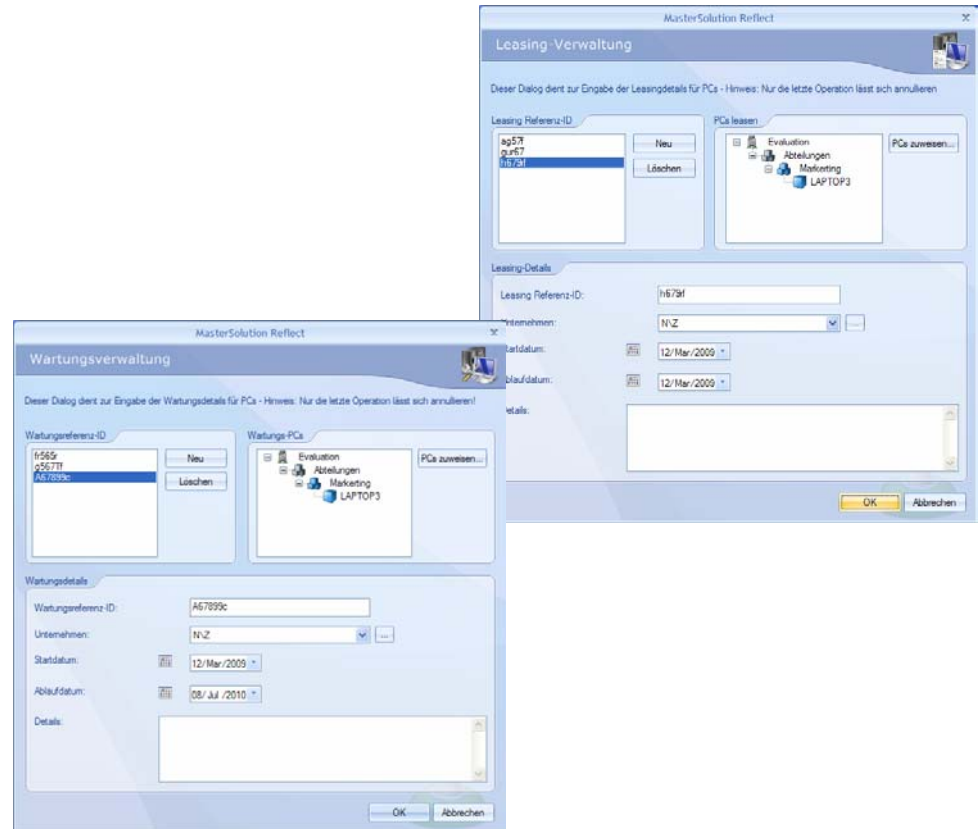 MasterSolution Reflect
Leasing-Verwaltung
Dieser Dialog dient zur Eingabe der Leasingdetails für PCs - Hinweis: Nur die letzte Operation lässt sich annullieren
Leasing Referenz-ID
PCs leasen
ag57f
gur67
h679rf
Neu
Löschen
Evaluation
Abteilungen
Markerting
LAPTOP3
PCs zuweisen...
Leasing-Details
Leasing Referenz-ID:
h679rf
Unternehmen:
N\Z
...
Startdatum:
12/Mar/2009
Ablaufdatum:
12/Mar/2009
Details:
OK
Abbrechen
MasterSolution Reflect
Wartungsverwaltung
Dieser Dialog dient zur Eingabe der Wartungsdetails für PCs - Hinweis: Nur die letzte Operation lässt sich annullieren!
Wartungsreferenz-ID
Wartungs-PCs
fr565r
g5677f
A67899c
Neu
Löschen
Evaluation
Abteilungen
Markerting
LAPTOP3
PCs zuweisen...
Wartungsdetails
Wartungsreferenz-ID:
A67899c
Unternehmen:
N\Z
...
Startdatum:
12/Mar/2009
Ablaufdatum:
08/ Jul /2010
Details:
OK
Abbrechen